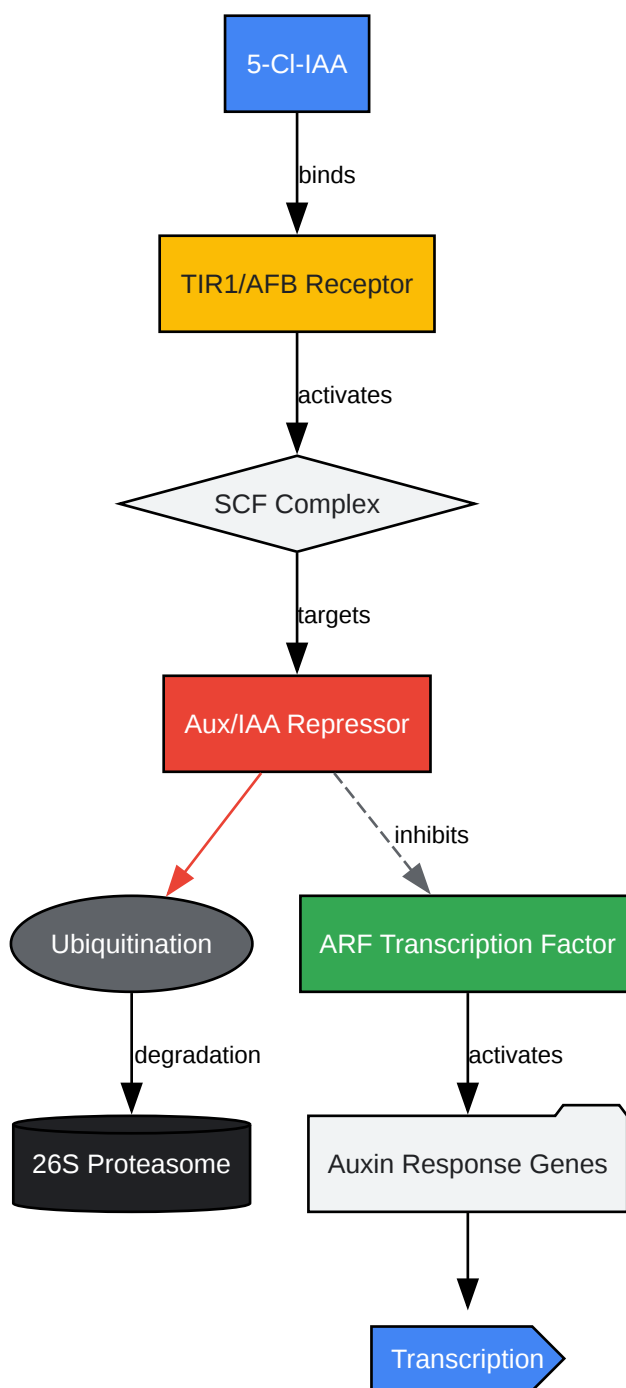 5-Cl-IAA
binds
TIR1/AFB Receptor
activates
SCF Complex
targets
Aux/IAA Repressor
inhibits
Ubiquitination
ARF Transcription Factor
degradation
activates
26S Proteasome
Auxin Response Genes
Transcription